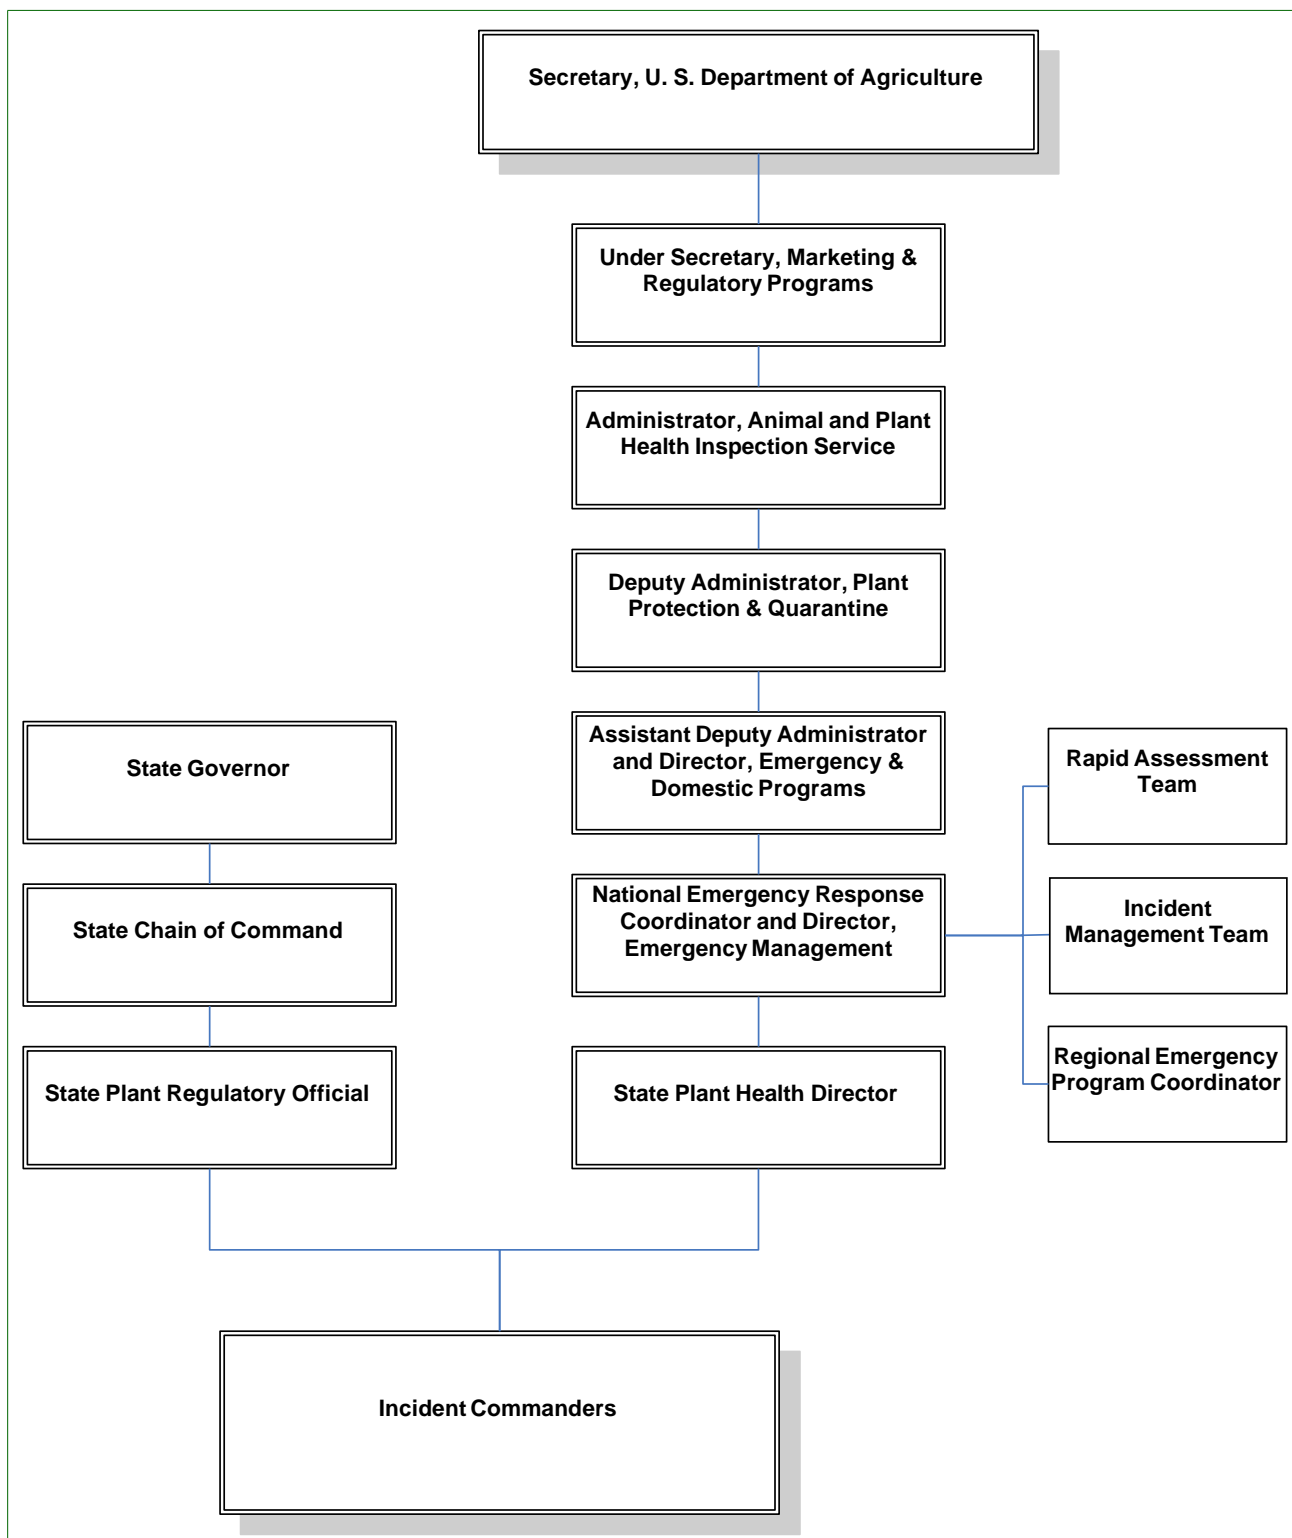 Secretary, U. S. Department of Agriculture
Under Secretary, Marketing &
Regulatory Programs
Administrator, Animal and Plant
Health Inspection Service
Deputy Administrator, Plant
Protection & Quarantine
Assistant Deputy Administrator
and Director, Emergency &
Domestic Programs
State Governor
Rapid Assessment
Team
National Emergency Response
Coordinator and Director,
Emergency Management
State Chain of Command
Incident
Management Team
State Plant Regulatory Official
State Plant Health Director
Regional Emergency
Program Coordinator
Incident Commanders